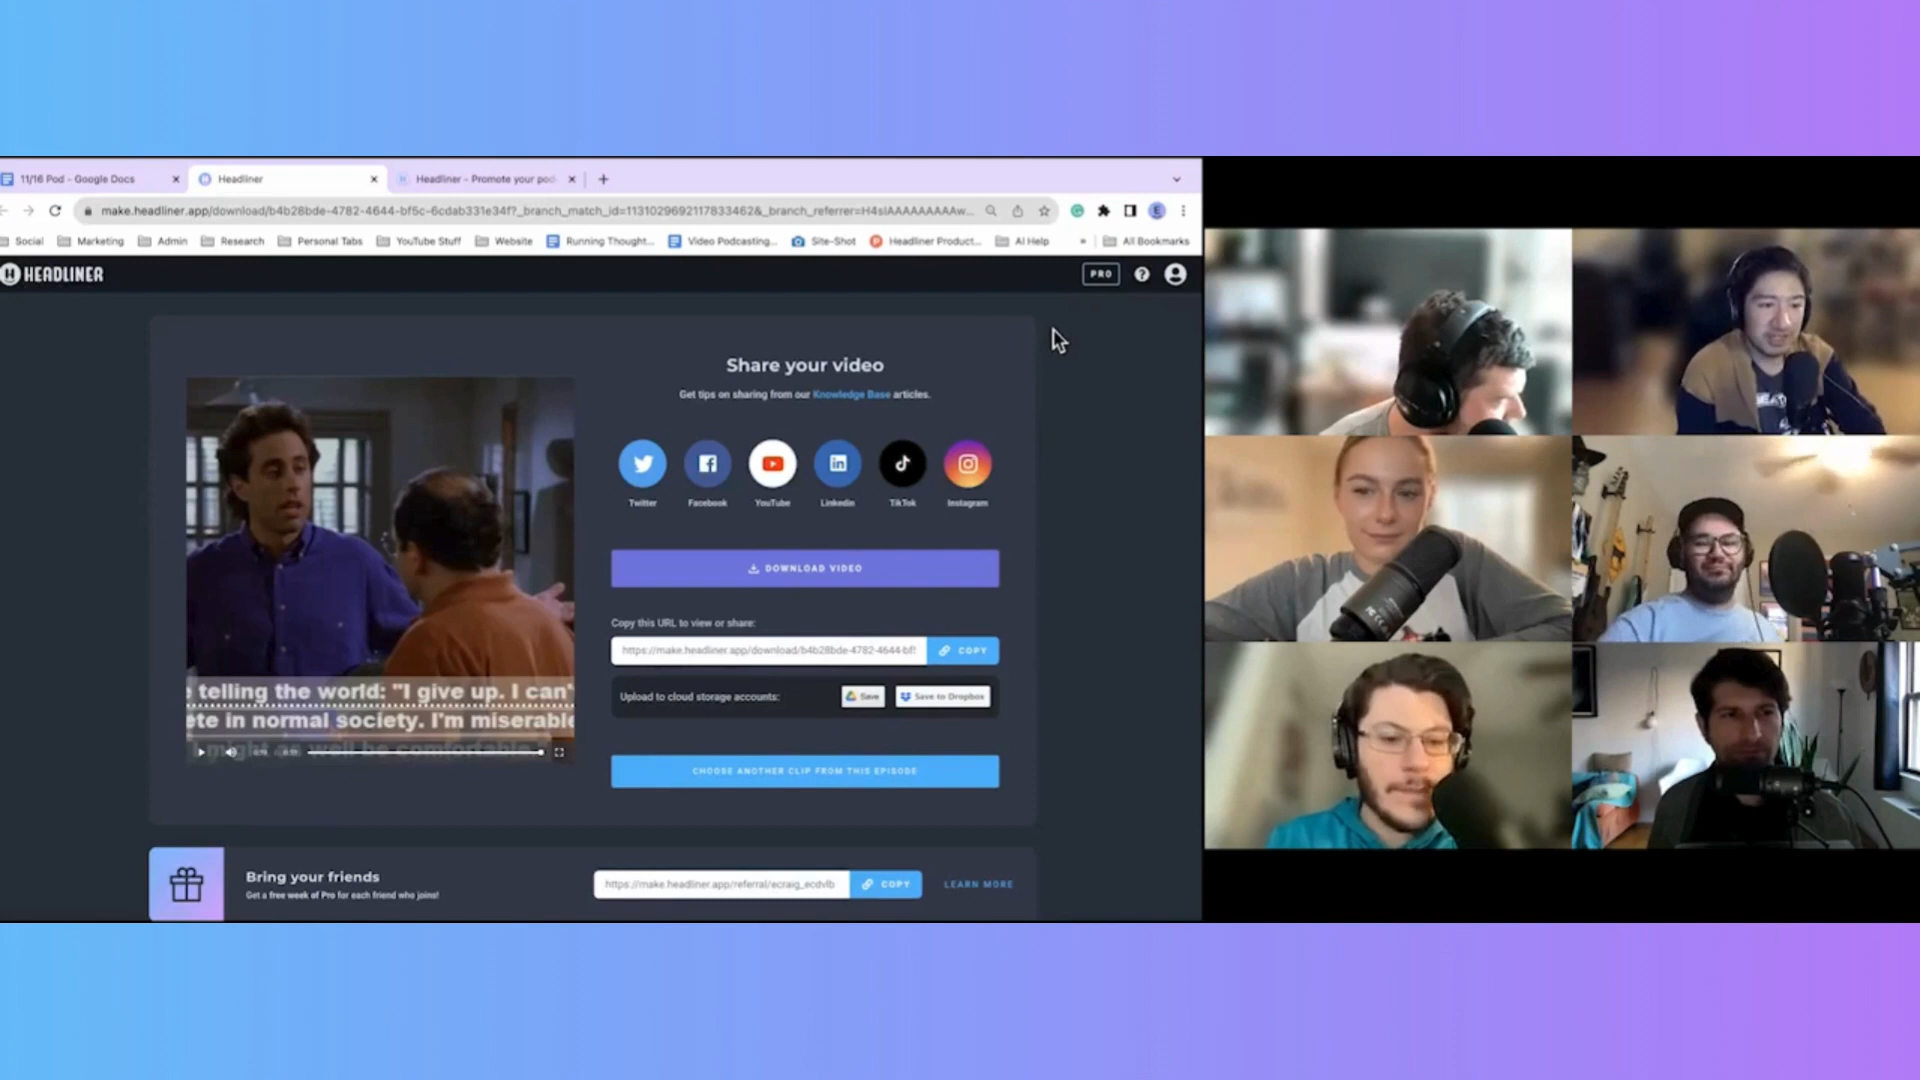 11/16 Pod - Google Docs
Headliner
Headliner - Promote your pod
make.headliner.app/download/b4b28bde-4782-4644-bf5c-6cdab331e34f?_branch_match_id=1131029692117833462&_branch_referrer=H4sIAAAAAAAAAw...
Social
Marketing
Admin
Research
Personal Tabs
YouTube Stuff
Website
Running Thought...
Video Podcasting...
Site-Shot
Headliner Product...
AI Help
»
All Bookmarks
HEADLINER
PRO
?
Share your video
Get tips on sharing from our Knowledge Base articles.
Twitter
Facebook
YouTube
Linkedin
TikTok
Instagram
DOWNLOAD VIDEO
Copy this URL to view or share:
https://make.headliner.app/download/b4b28bde-4782-4644-bf5
COPY
Upload to cloud storage accounts:
Save
Save to Dropbox
CHOOSE ANOTHER CLIP FROM THIS EPISODE
telling the world: "I give up. I can'
ete in normal society. I'm miserable
I might as well be comfortable
Bring your friends
Get a free week of Pro for each friend who joins!
https://make.headliner.app/referral/ecraig_ecdvlb
COPY
LEARN MORE